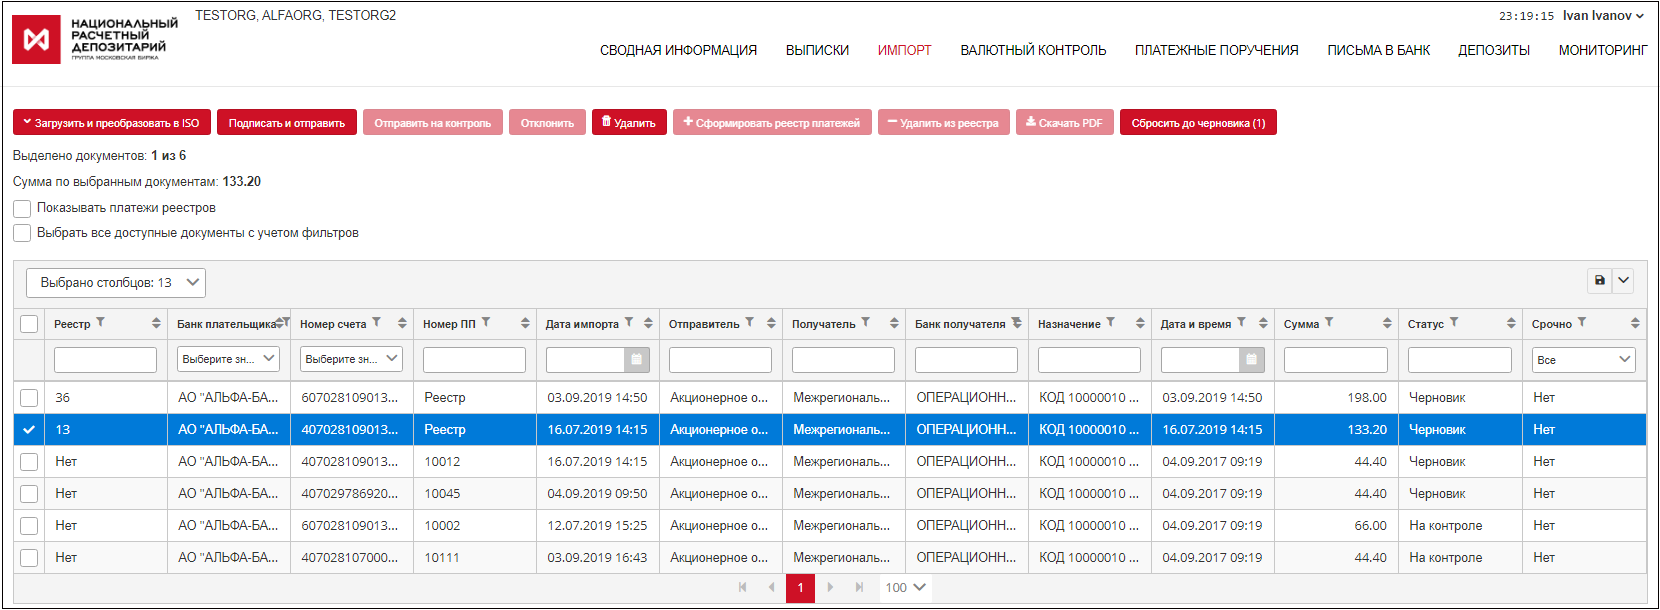 НАЦИОНАЛЬНЫЙ
РАСЧЕТНЫЙ
ДЕПОЗИТАРИЙ
ГРУППА МОСКОВСКАЯ БИРЖА
TESTORG, ALFAORG, TESTORG2
23:19:15 Ivan Ivanov
СВОДНАЯ ИНФОРМАЦИЯ ВЫПИСКИ ИМПОРТ ВАЛЮТНЫЙ КОНТРОЛЬ ПЛАТЕЖНЫЕ ПОРУЧЕНИЯ ПИСЬМА В БАНК ДЕПОЗИТЫ МОНИТОРИНГ
Загрузить и преобразовать в ISO Подписать и отправить Отправить на контроль Отклонить Удалить Сформировать реестр платежей Удалить из реестра Скачать PDF Сбросить до черновика (1)
Выделено документов: 1 из 6
Сумма по выбранным документам: 133.20
Показывать платежи реестров
Выбрать все доступные документы с учетом фильтров
Выбрано столбцов: 13
Реестр Банк плательщика Номер счета Номер ПП Дата импорта Отправитель Получатель Банк получателя Назначение Дата и время Сумма Статус Срочно
Выберите зн... Выберите зн... Все
36 АО "АЛЬФА-БА... 607028109013... Реестр 03.09.2019 14:50 Акционерное о... Межрегиональ... ОПЕРАЦИОНН... КОД 10000010 ... 03.09.2019 14:50 198.00 Черновик Нет
13 АО "АЛЬФА-БА... 407028109013... Реестр 16.07.2019 14:15 Акционерное о... Межрегиональ... ОПЕРАЦИОНН... КОД 10000010 ... 16.07.2019 14:15 133.20 Черновик Нет
Нет АО "АЛЬФА-БА... 407028109013... 10012 16.07.2019 14:15 Акционерное о... Межрегиональ... ОПЕРАЦИОНН... КОД 10000010 ... 04.09.2017 09:19 44.40 Черновик Нет
Нет АО "АЛЬФА-БА... 407029786920... 10045 04.09.2019 09:50 Акционерное о... Межрегиональ... ОПЕРАЦИОНН... КОД 10000010 ... 04.09.2017 09:19 44.40 Черновик Нет
Нет АО "АЛЬФА-БА... 607028109013... 10002 12.07.2019 15:25 Акционерное о... Межрегиональ... ОПЕРАЦИОНН... КОД 10000010 ... 04.09.2017 09:19 66.00 На контроле Нет
Нет АО "АЛЬФА-БА... 407028107000... 10111 03.09.2019 16:43 Акционерное о... Межрегиональ... ОПЕРАЦИОНН... КОД 10000010 ... 04.09.2017 09:19 44.40 На контроле Нет
1 100